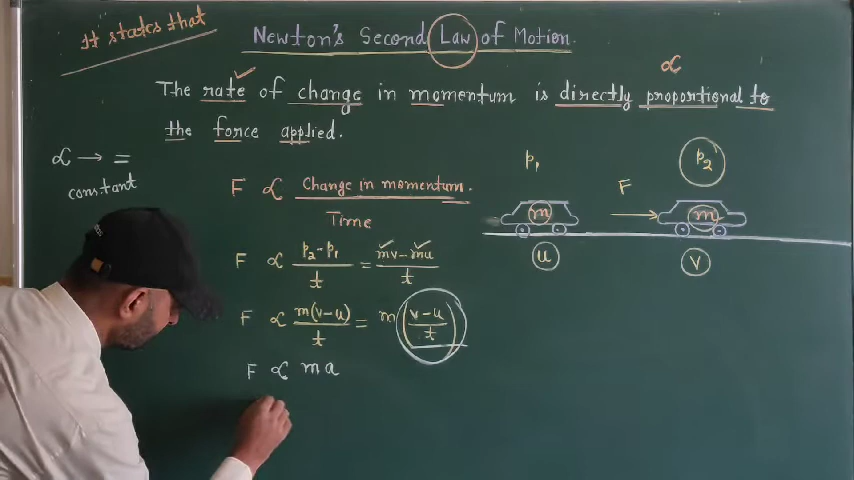 It states that
Newton's Second Law of Motion
∝
The rate of change in momentum is directly proportional to
the force applied.
∝ → =
constant
F ∝ Change in momentum
Time
F ∝ p₂-p₁/t = mv-mu/t
F ∝ m(v-u)/t = m(v-u/t)
F ∝ ma
p₁
p₂
F
m
m
u
v